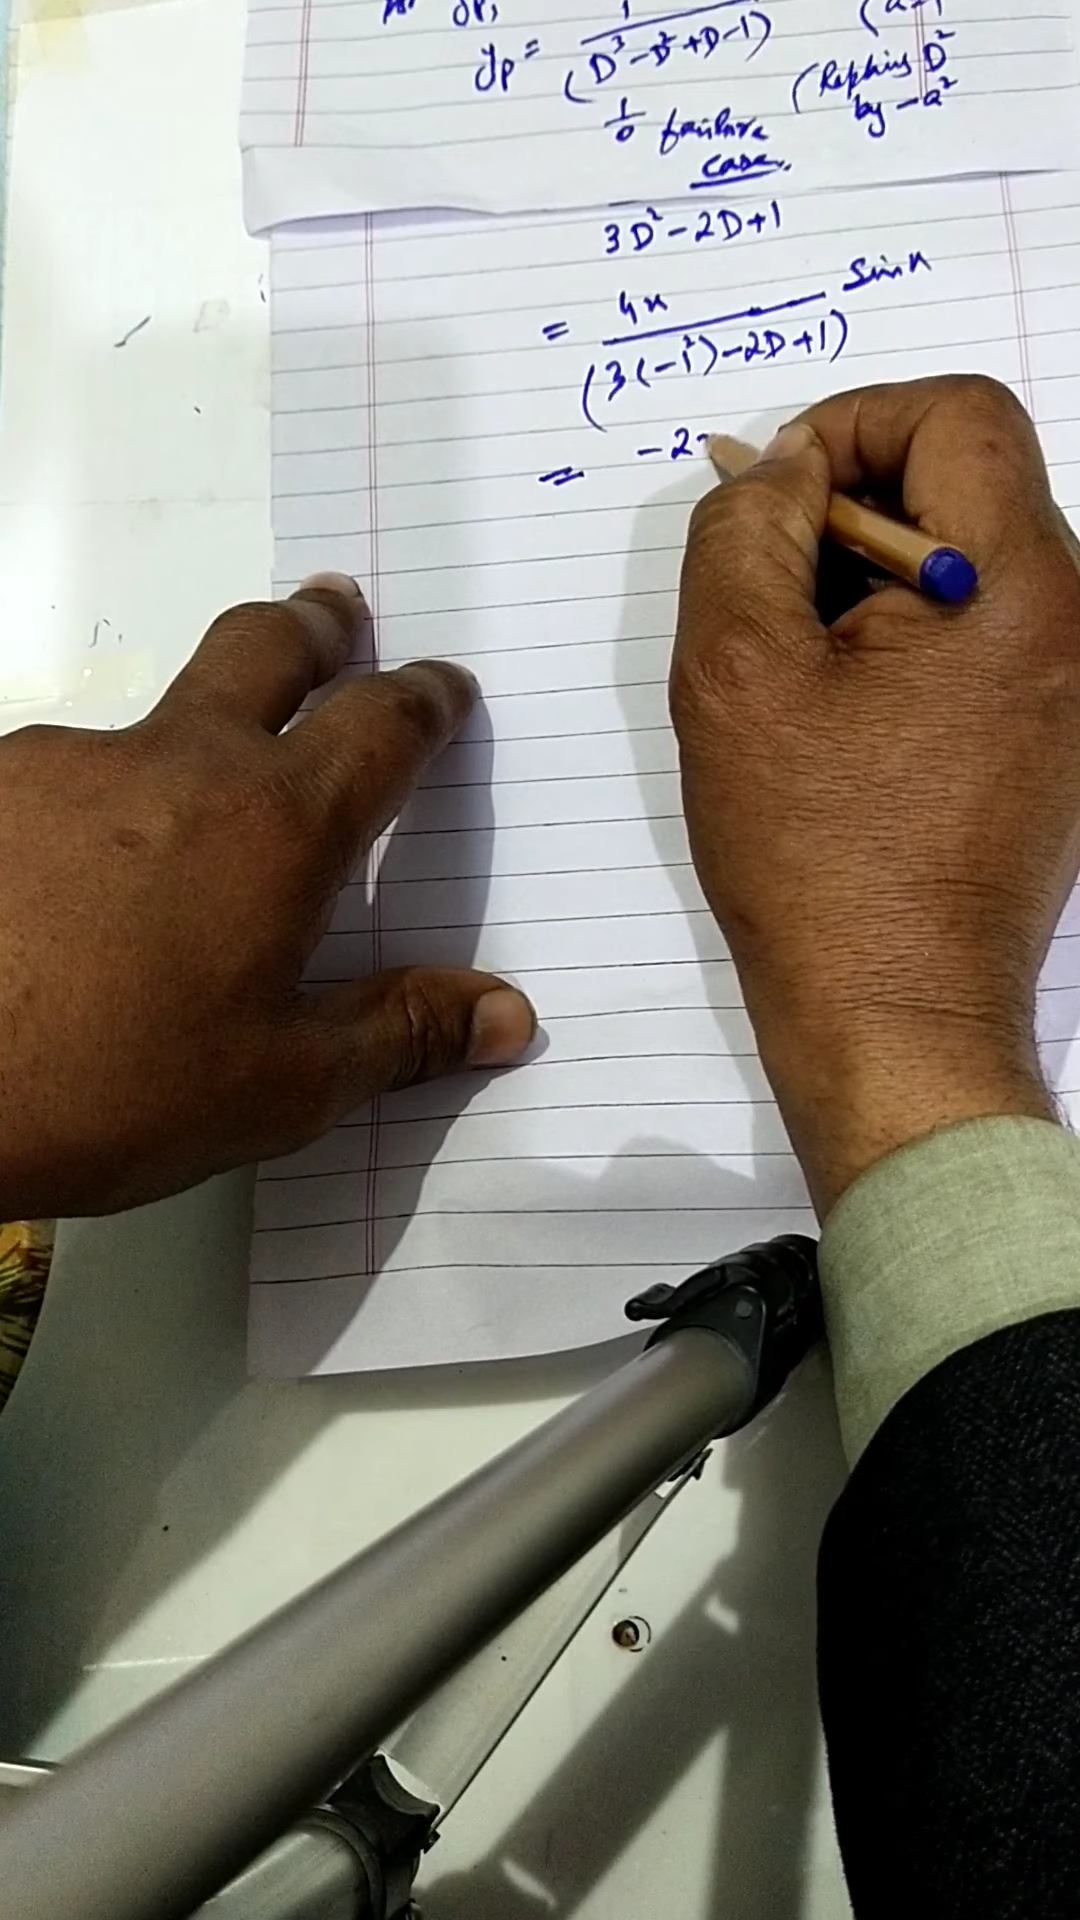 yp = 1 / (D³ - D² + D - 1) (a = 1
1/0 failure (Replacing D²
case. by -a²
3D² - 2D + 1
= 4x / (3(-1²) - 2D + 1) Sin x
= -2